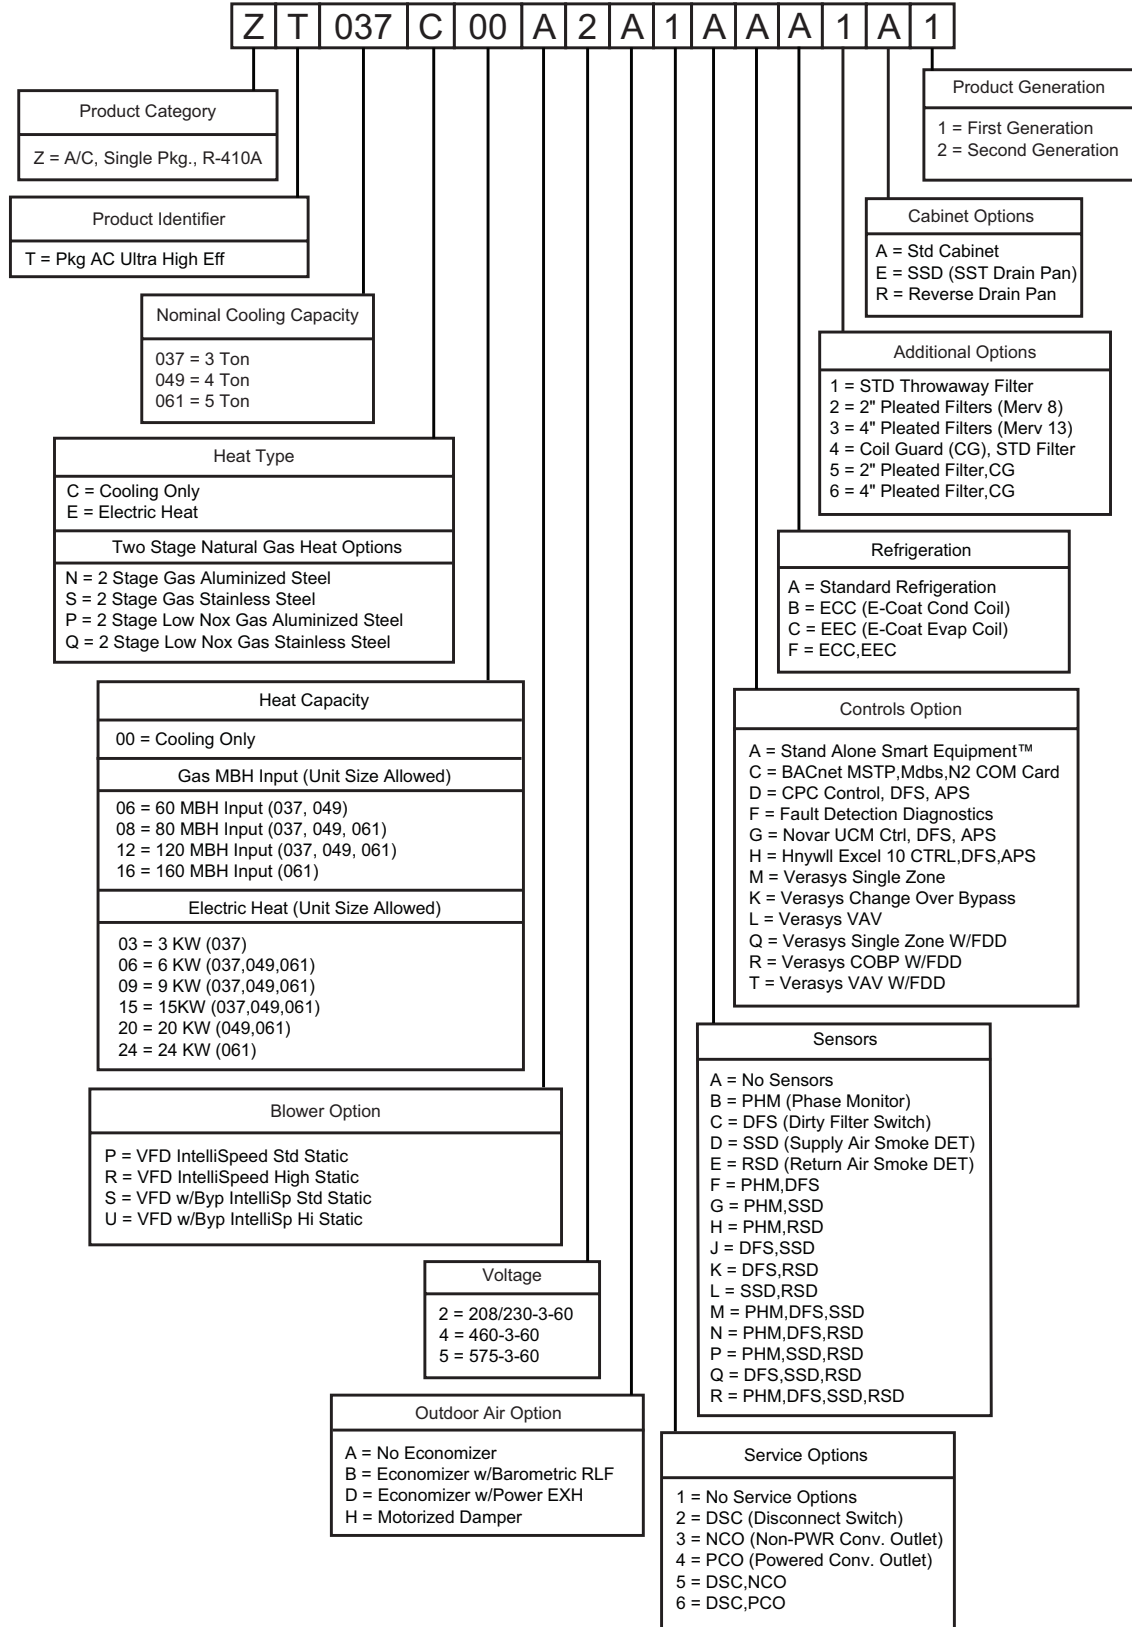 Z T 037 C 00 A 2 A 1 A A A 1 A 1
Product Category
Z = A/C, Single Pkg., R-410A
Product Identifier
T = Pkg AC Ultra High Eff
Nominal Cooling Capacity
037 = 3 Ton
049 = 4 Ton
061 = 5 Ton
Heat Type
C = Cooling Only
E = Electric Heat
Two Stage Natural Gas Heat Options
N = 2 Stage Gas Aluminized Steel
S = 2 Stage Gas Stainless Steel
P = 2 Stage Low Nox Gas Aluminized Steel
Q = 2 Stage Low Nox Gas Stainless Steel
Heat Capacity
00 = Cooling Only
Gas MBH Input (Unit Size Allowed)
06 = 60 MBH Input (037, 049)
08 = 80 MBH Input (037, 049, 061)
12 = 120 MBH Input (037, 049, 061)
16 = 160 MBH Input (061)
Electric Heat (Unit Size Allowed)
03 = 3 KW (037)
06 = 6 KW (037,049,061)
09 = 9 KW (037,049,061)
15 = 15KW (037,049,061)
20 = 20 KW (049,061)
24 = 24 KW (061)
Blower Option
P = VFD IntelliSpeed Std Static
R = VFD IntelliSpeed High Static
S = VFD w/Byp IntelliSp Std Static
U = VFD w/Byp IntelliSp Hi Static
Voltage
2 = 208/230-3-60
4 = 460-3-60
5 = 575-3-60
Outdoor Air Option
A = No Economizer
B = Economizer w/Barometric RLF
D = Economizer w/Power EXH
H = Motorized Damper
Product Generation
1 = First Generation
2 = Second Generation
Cabinet Options
A = Std Cabinet
E = SSD (SST Drain Pan)
R = Reverse Drain Pan
Additional Options
1 = STD Throwaway Filter
2 = 2" Pleated Filters (Merv 8)
3 = 4" Pleated Filters (Merv 13)
4 = Coil Guard (CG), STD Filter
5 = 2" Pleated Filter,CG
6 = 4" Pleated Filter,CG
Refrigeration
A = Standard Refrigeration
B = ECC (E-Coat Cond Coil)
C = EEC (E-Coat Evap Coil)
F = ECC,EEC
Controls Option
A = Stand Alone Smart Equipment™
C = BACnet MSTP,Mdbs,N2 COM Card
D = CPC Control, DFS, APS
F = Fault Detection Diagnostics
G = Novar UCM Ctrl, DFS, APS
H = Hnywll Excel 10 CTRL,DFS,APS
M = Verasys Single Zone
K = Verasys Change Over Bypass
L = Verasys VAV
Q = Verasys Single Zone W/FDD
R = Verasys COBP W/FDD
T = Verasys VAV W/FDD
Sensors
A = No Sensors
B = PHM (Phase Monitor)
C = DFS (Dirty Filter Switch)
D = SSD (Supply Air Smoke DET)
E = RSD (Return Air Smoke DET)
F = PHM,DFS
G = PHM,SSD
H = PHM,RSD
J = DFS,SSD
K = DFS,RSD
L = SSD,RSD
M = PHM,DFS,SSD
N = PHM,DFS,RSD
P = PHM,SSD,RSD
Q = DFS,SSD,RSD
R = PHM,DFS,SSD,RSD
Service Options
1 = No Service Options
2 = DSC (Disconnect Switch)
3 = NCO (Non-PWR Conv. Outlet)
4 = PCO (Powered Conv. Outlet)
5 = DSC,NCO
6 = DSC,PCO